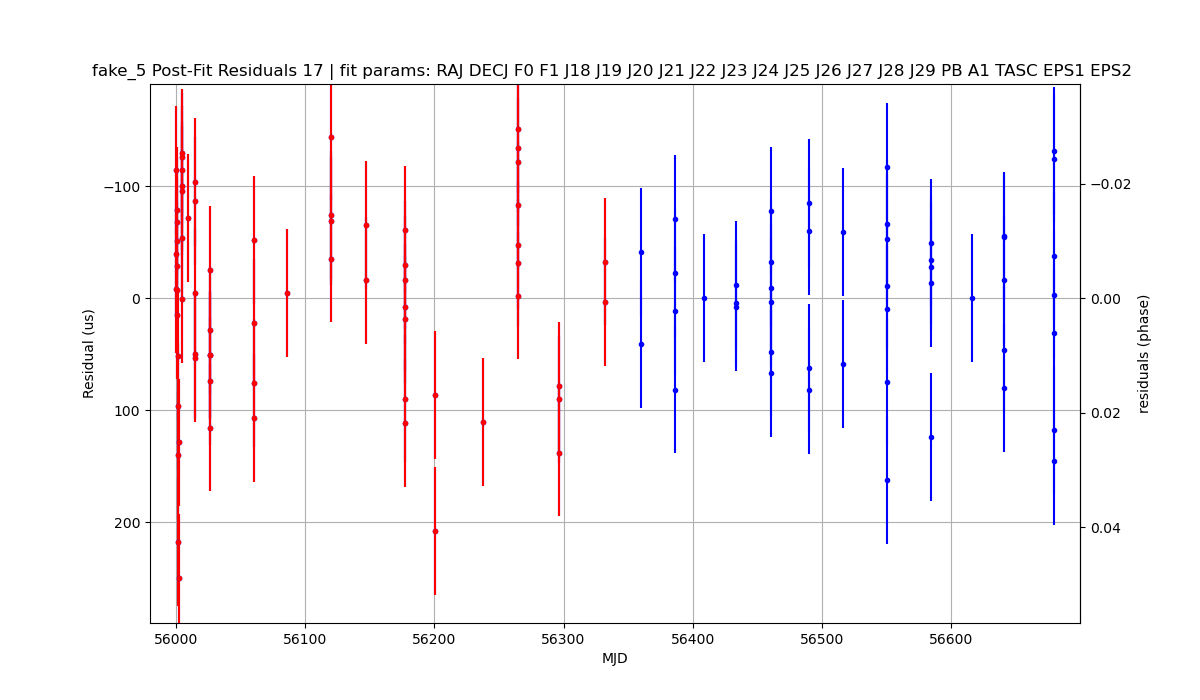 fake_5 Post-Fit Residuals 17 | fit params: RAJ DECJ F0 F1 J18 J19 J20 J21 J22 J23 J24 J25 J26 J27 J28 J29 PB A1 TASC EPS1 EPS2
−100
0
100
200
Residual (us)
−0.02
0.00
0.02
0.04
residuals (phase)
56000 56100 56200 56300 56400 56500 56600
MJD